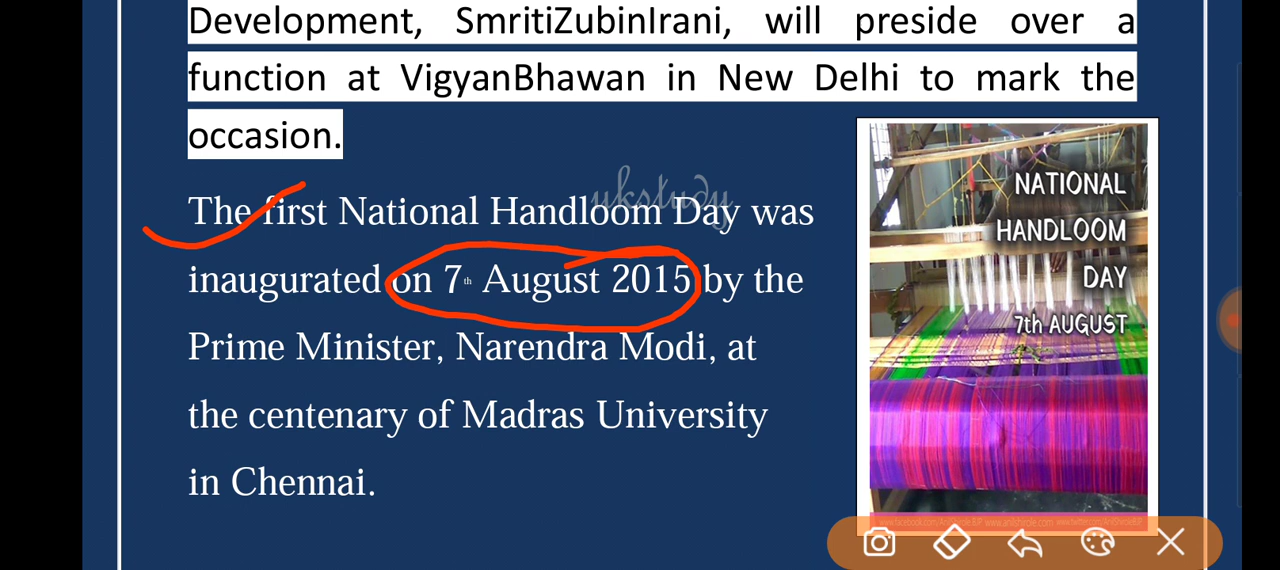 Development, SmritiZubinIrani, will preside over a
function at VigyanBhawan in New Delhi to mark the
occasion.
ukstudy
The first National Handloom Day was
inaugurated on 7th August 2015 by the
Prime Minister, Narendra Modi, at
the centenary of Madras University
in Chennai.
NATIONAL
HANDLOOM
DAY
7th AUGUST